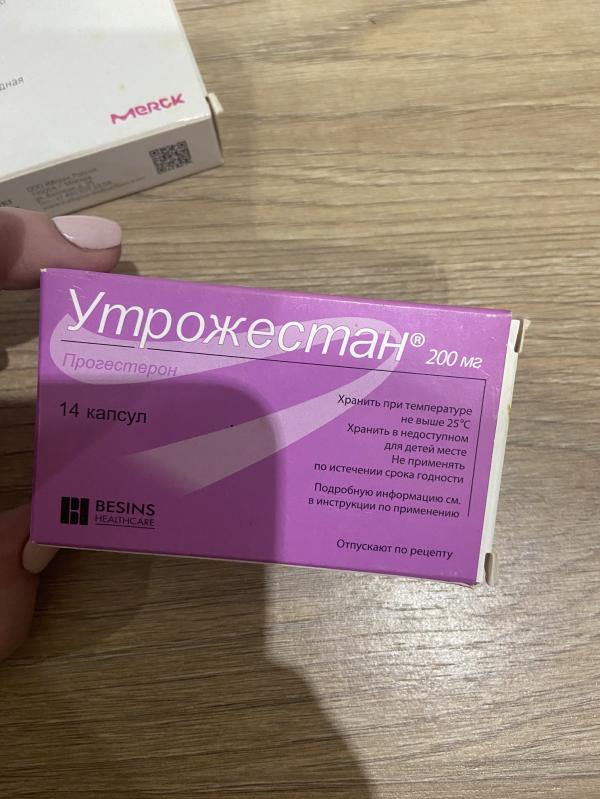 дная
MERCK
Утрожестан® 200 мг
Прогестерон
14 капсул
Хранить при температуре
не выше 25°C
Хранить в недоступном
для детей месте
Не применять
по истечении срока годности
Подробную информацию см.
в инструкции по применению
BESINS
HEALTHCARE
Отпускают по рецепту